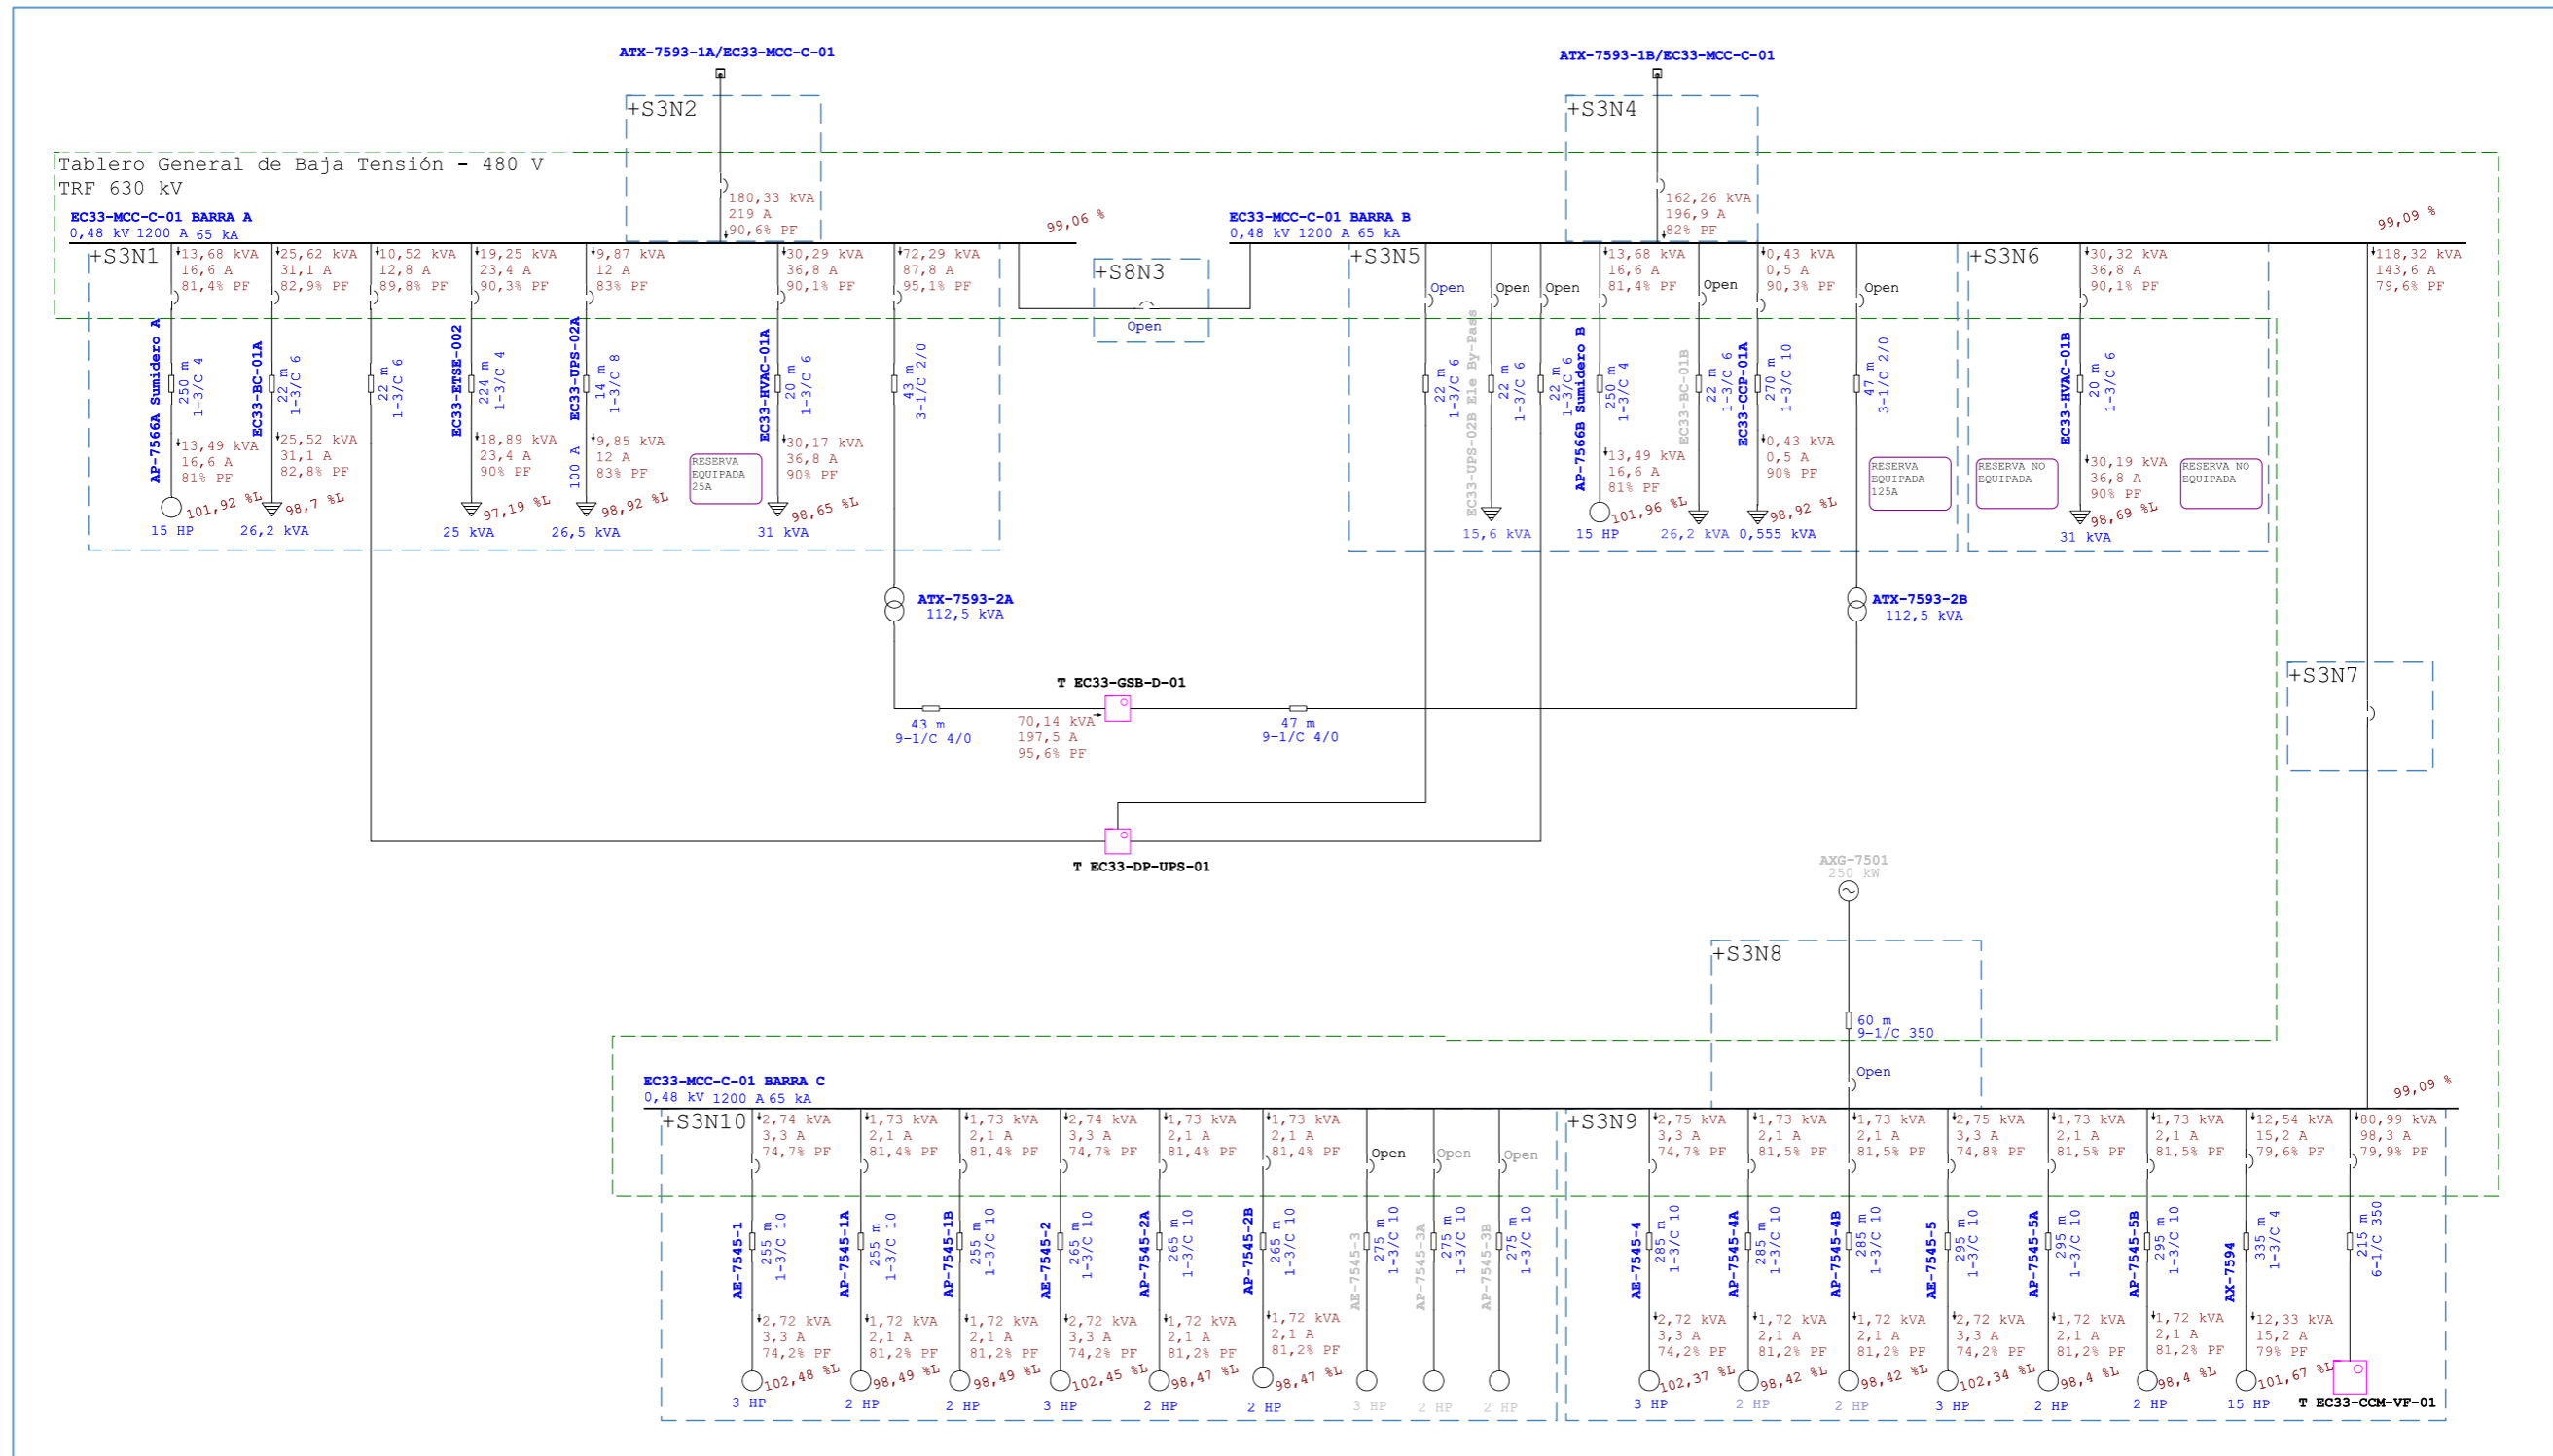 ATX-7593-1A/EC33-MCC-C-01
ATX-7593-1B/EC33-MCC-C-01
+S3N2
+S3N4
Tablero General de Baja Tensión - 480 V
TRF 630 kV
180,33 kVA
219 A
90,6% PF
162,26 kVA
196,9 A
82% PF
EC33-MCC-C-01 BARRA A
0,48 kV 1200 A 65 kA
99,06 %
EC33-MCC-C-01 BARRA B
0,48 kV 1200 A 65 kA
99,09 %
+S3N1
13,68 kVA
16,6 A
81,4% PF
25,62 kVA
31,1 A
82,9% PF
10,52 kVA
12,8 A
89,8% PF
19,25 kVA
23,4 A
90,3% PF
9,87 kVA
12 A
83% PF
30,29 kVA
36,8 A
90,1% PF
72,29 kVA
87,8 A
95,1% PF
+S8N3
Open
+S3N5
Open
Open
Open
13,68 kVA
16,6 A
81,4% PF
Open
0,43 kVA
0,5 A
90,3% PF
Open
+S3N6
30,32 kVA
36,8 A
90,1% PF
118,32 kVA
143,6 A
79,6% PF
AP-7566A Sumidero A
250 m
1-3/C 4
EC33-BC-01A
22 m
1-3/C 6
22 m
1-3/C 6
EC33-ETSE-002
224 m
1-3/C 4
EC33-UPS-02A
100 A
14 m
1-3/C 8
EC33-HVAC-01A
20 m
1-3/C 6
43 m
3-1/C 2/0
22 m
1-3/C 6
EC33-UPS-02B Ele By-Pass
22 m
1-3/C 6
22 m
1-3/C 6
AP-7566B Sumidero B
250 m
1-3/C 4
EC33-BC-01B
22 m
1-3/C 6
EC33-CCP-01A
270 m
1-3/C 10
47 m
3-1/C 2/0
EC33-HVAC-01B
20 m
1-3/C 6
13,49 kVA
16,6 A
81% PF
25,52 kVA
31,1 A
82,8% PF
18,89 kVA
23,4 A
90% PF
9,85 kVA
12 A
83% PF
RESERVA
EQUIPADA
25A
30,17 kVA
36,8 A
90% PF
13,49 kVA
16,6 A
81% PF
0,43 kVA
0,5 A
90% PF
RESERVA
EQUIPADA
125A
RESERVA NO
EQUIPADA
30,19 kVA
36,8 A
90% PF
RESERVA NO
EQUIPADA
101,92 %L
98,7 %L
97,19 %L
98,92 %L
98,65 %L
101,96 %L
98,92 %L
98,69 %L
15 HP
26,2 kVA
25 kVA
26,5 kVA
31 kVA
15,6 kVA
15 HP
26,2 kVA
0,555 kVA
31 kVA
ATX-7593-2A
112,5 kVA
ATX-7593-2B
112,5 kVA
T EC33-GSB-D-01
43 m
9-1/C 4/0
70,14 kVA
197,5 A
95,6% PF
47 m
9-1/C 4/0
+S3N7
T EC33-DP-UPS-01
AXG-7501
250 kW
+S3N8
60 m
9-1/C 350
Open
EC33-MCC-C-01 BARRA C
0,48 kV 1200 A 65 kA
99,09 %
+S3N10
2,74 kVA
3,3 A
74,7% PF
1,73 kVA
2,1 A
81,4% PF
1,73 kVA
2,1 A
81,4% PF
2,74 kVA
3,3 A
74,7% PF
1,73 kVA
2,1 A
81,4% PF
1,73 kVA
2,1 A
81,4% PF
Open
Open
Open
+S3N9
2,75 kVA
3,3 A
74,7% PF
1,73 kVA
2,1 A
81,5% PF
1,73 kVA
2,1 A
81,5% PF
2,75 kVA
3,3 A
74,8% PF
1,73 kVA
2,1 A
81,5% PF
1,73 kVA
2,1 A
81,5% PF
12,54 kVA
15,2 A
79,6% PF
80,99 kVA
98,3 A
79,9% PF
AE-7545-1
255 m
1-3/C 10
AP-7545-1A
255 m
1-3/C 10
AP-7545-1B
255 m
1-3/C 10
AE-7545-2
265 m
1-3/C 10
AP-7545-2A
265 m
1-3/C 10
AP-7545-2B
265 m
1-3/C 10
AE-7545-3
275 m
1-3/C 10
AP-7545-3A
275 m
1-3/C 10
AP-7545-3B
275 m
1-3/C 10
AE-7545-4
285 m
1-3/C 10
AP-7545-4A
285 m
1-3/C 10
AP-7545-4B
285 m
1-3/C 10
AE-7545-5
295 m
1-3/C 10
AP-7545-5A
295 m
1-3/C 10
AP-7545-5B
295 m
1-3/C 10
AX-7594
335 m
1-3/C 4
215 m
6-1/C 350
2,72 kVA
3,3 A
74,2% PF
1,72 kVA
2,1 A
81,2% PF
1,72 kVA
2,1 A
81,2% PF
2,72 kVA
3,3 A
74,2% PF
1,72 kVA
2,1 A
81,2% PF
1,72 kVA
2,1 A
81,2% PF
2,72 kVA
3,3 A
74,2% PF
1,72 kVA
2,1 A
81,2% PF
1,72 kVA
2,1 A
81,2% PF
2,72 kVA
3,3 A
74,2% PF
1,72 kVA
2,1 A
81,2% PF
1,72 kVA
2,1 A
81,2% PF
12,33 kVA
15,2 A
79% PF
102,48 %L
98,49 %L
98,49 %L
102,45 %L
98,47 %L
98,47 %L
102,37 %L
98,42 %L
98,42 %L
102,34 %L
98,4 %L
98,4 %L
101,67 %L
3 HP
2 HP
2 HP
3 HP
2 HP
2 HP
3 HP
2 HP
2 HP
3 HP
2 HP
2 HP
3 HP
2 HP
2 HP
15 HP
T EC33-CCM-VF-01